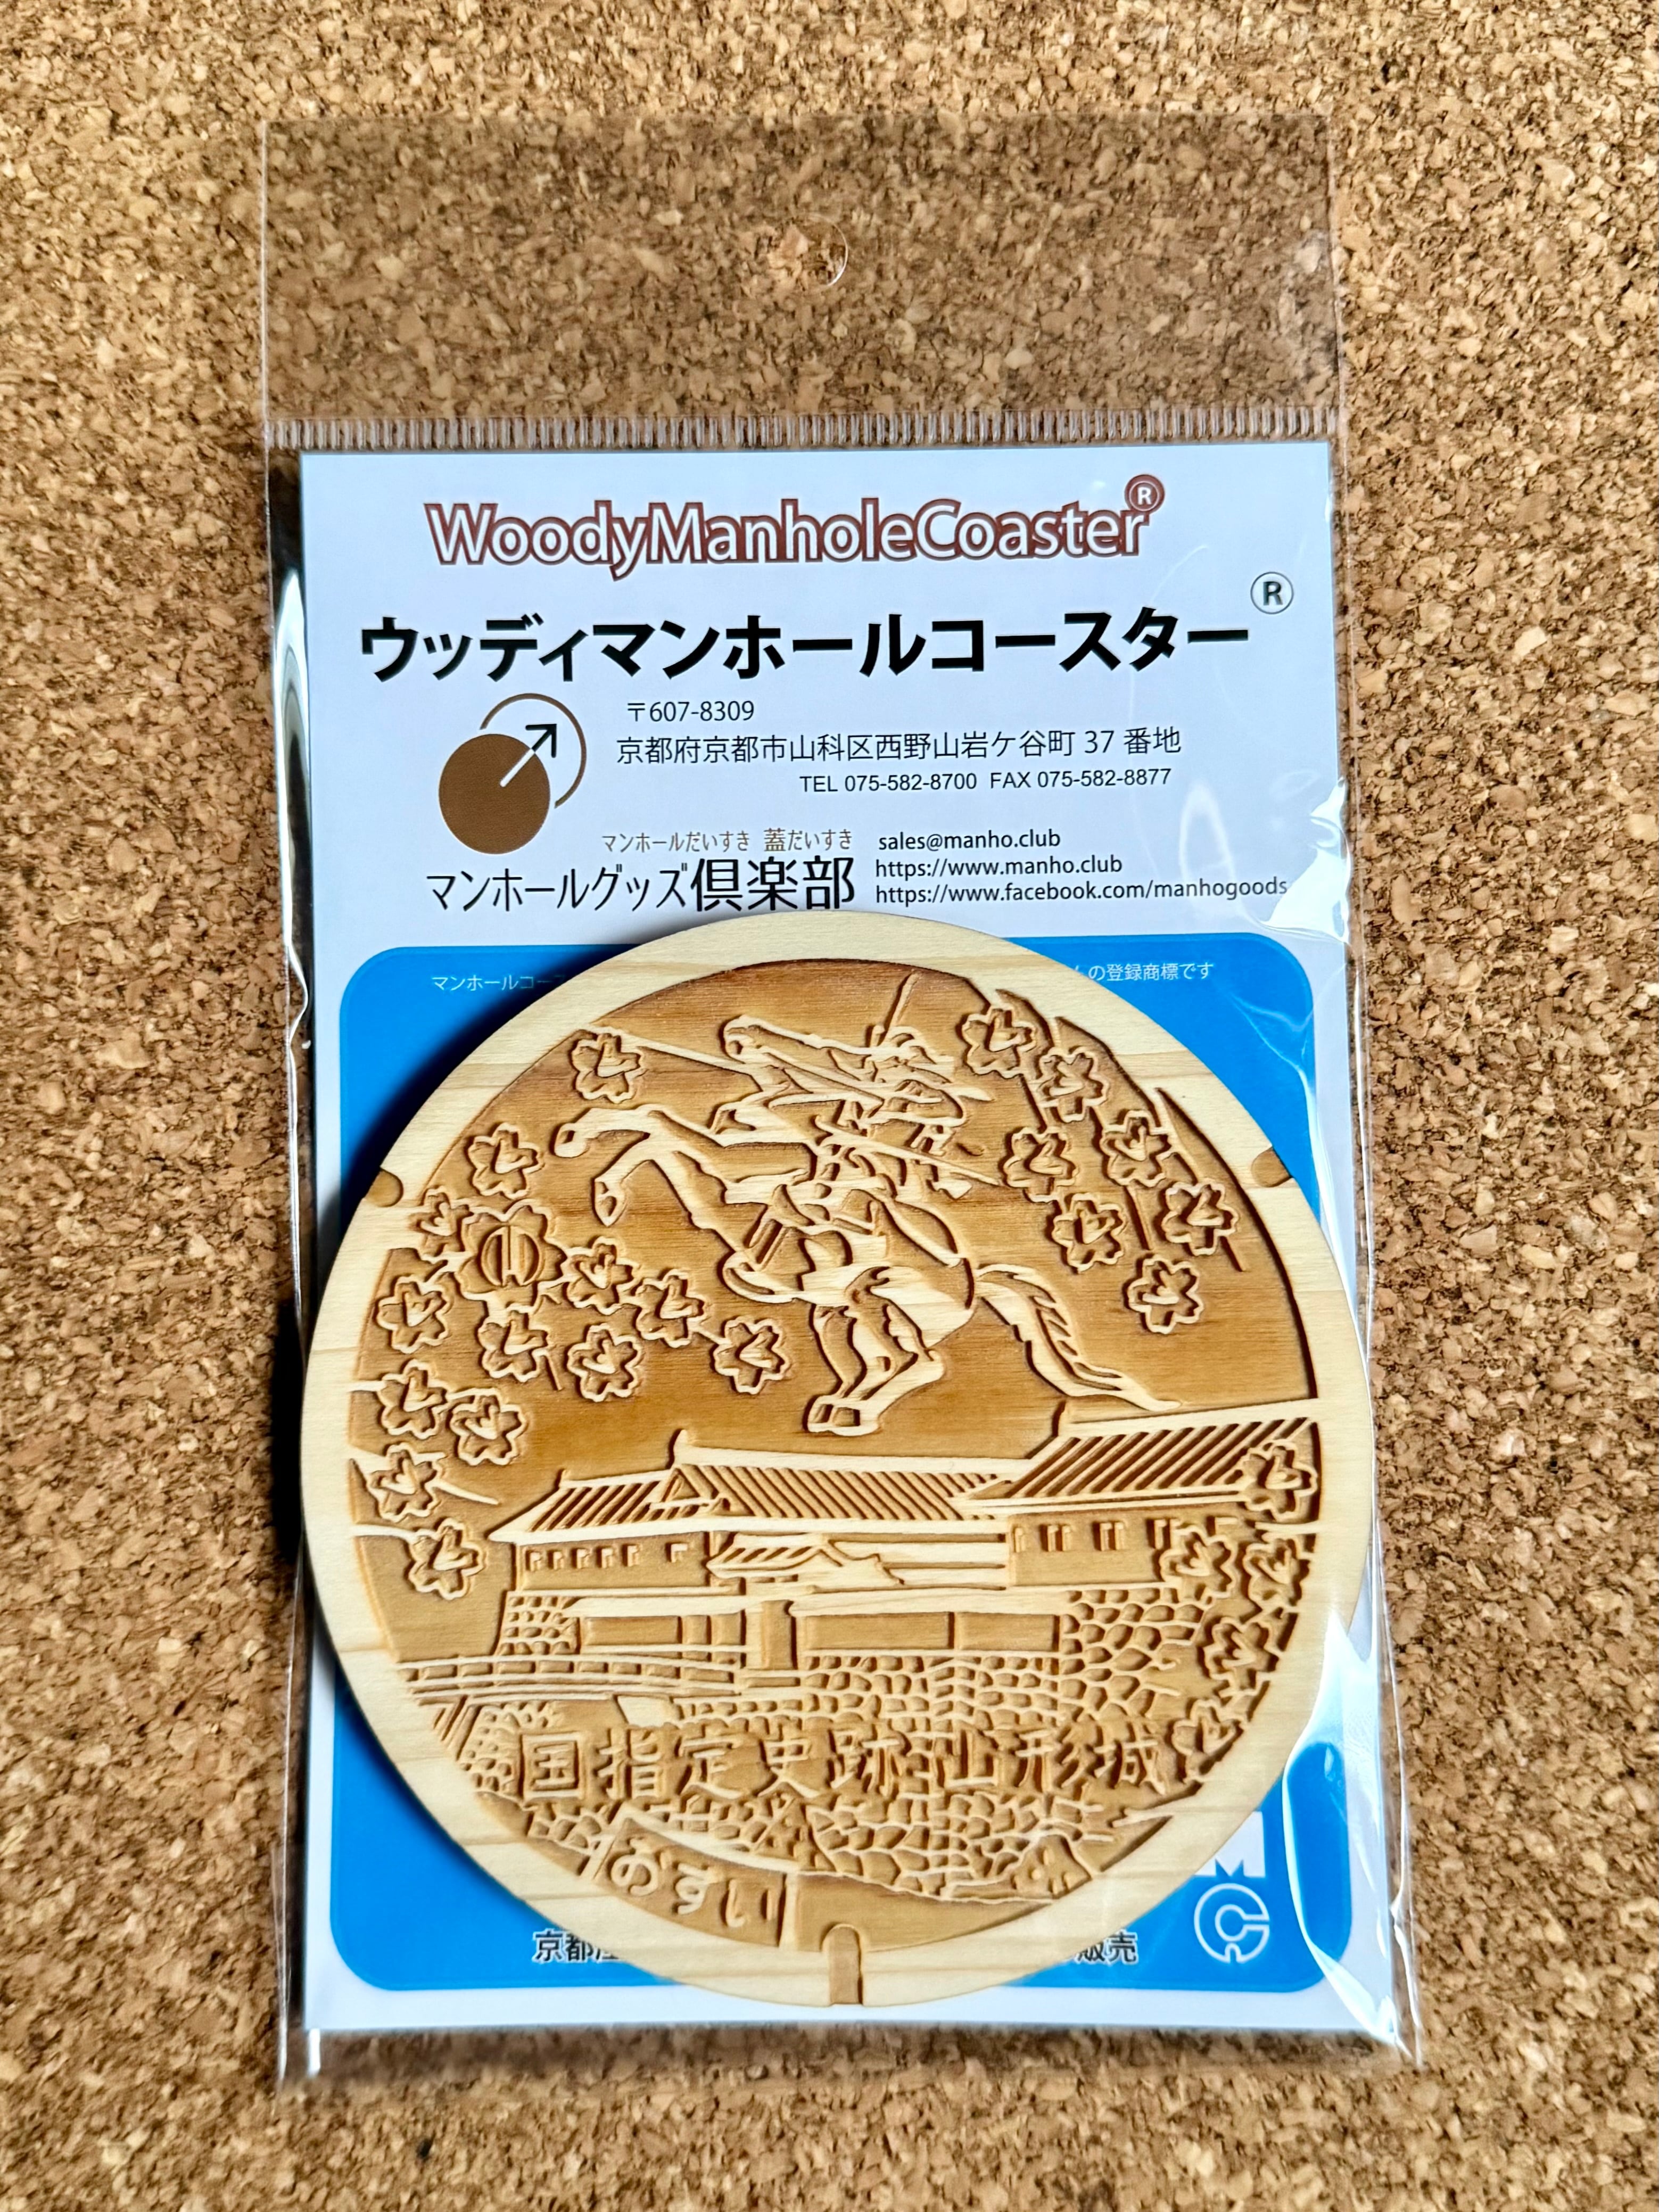 WoodyManholeCoaster®
ウッディマンホールコースター®
〒607-8309
京都府京都市山科区西野山岩ケ谷町 37 番地
TEL 075-582-8700 FAX 075-582-8877
マンホールだいすき 蓋だいすき
マンホールグッズ倶楽部
sales@manho.club
https://www.manho.club
https://www.facebook.com/manhogoods
マンホールコー
の登録商標です
山
国指定史跡 山形城
おすい
京都
販売